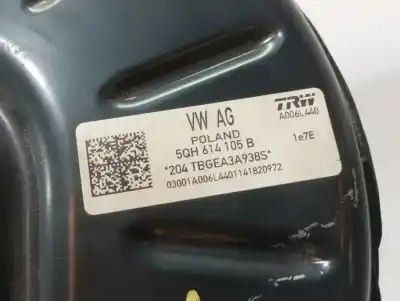 VW AG
POLAND
5QH 614 105 B
*204 TBGEA3A938S*
03001A006L4401141820972
TRW
A006L440
1e7E